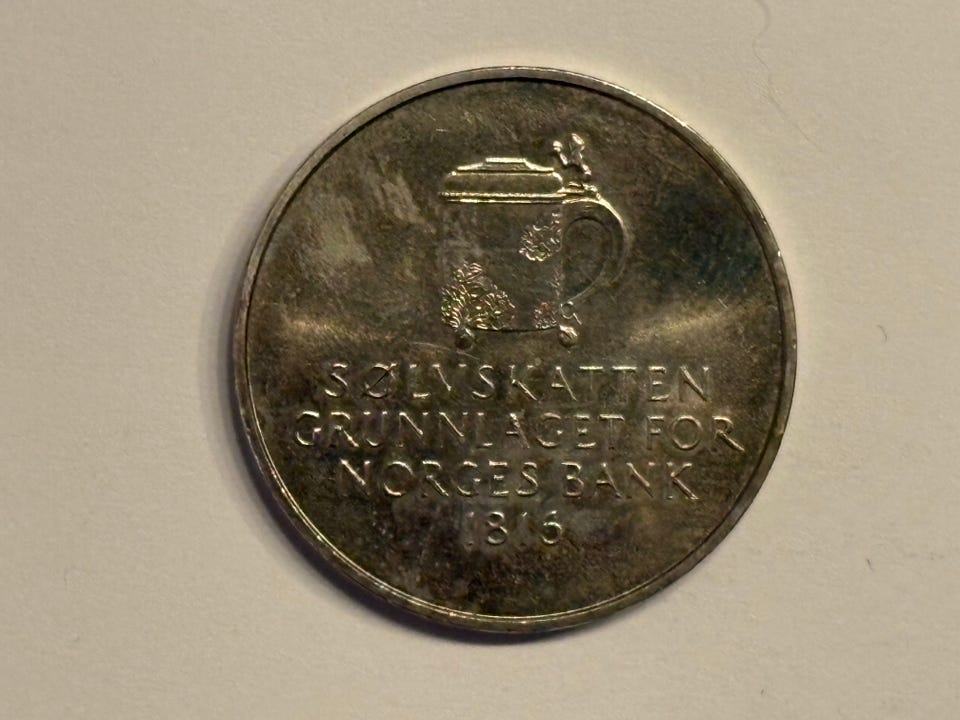 SØLVSKATTEN
GRUNNLAGET FOR
NORGES BANK
1816